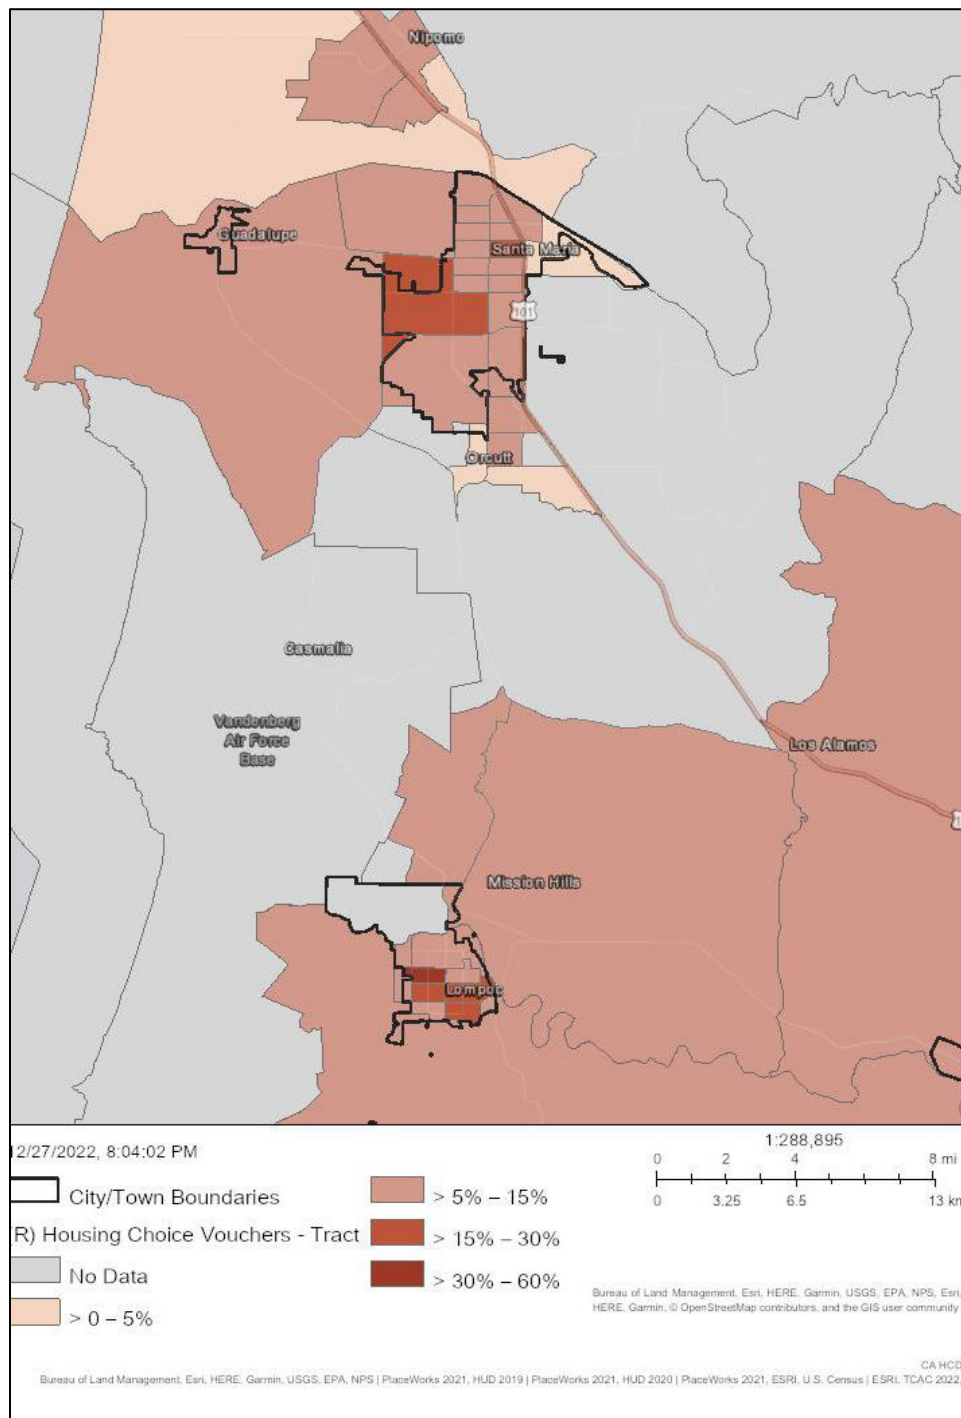 Nipomo
Guadalupe
Santa Maria
101
Orcutt
Casmalia
Vandenberg
Air Force
Base
Los Alamos
Mission Hills
Lompoc
12/27/2022, 8:04:02 PM
City/Town Boundaries
(R) Housing Choice Vouchers - Tract
No Data
> 0 – 5%
> 5% – 15%
> 15% – 30%
> 30% – 60%
1:288,895
0 2 4 8 mi
0 3.25 6.5 13 km
Bureau of Land Management, Esri, HERE, Garmin, USGS, EPA, NPS, Esri,
HERE, Garmin, © OpenStreetMap contributors, and the GIS user community
CA HCD
Bureau of Land Management, Esri, HERE, Garmin, USGS, EPA, NPS | PlaceWorks 2021, HUD 2019 | PlaceWorks 2021, HUD 2020 | PlaceWorks 2021, ESRI, U.S. Census | ESRI, TCAC 2022,